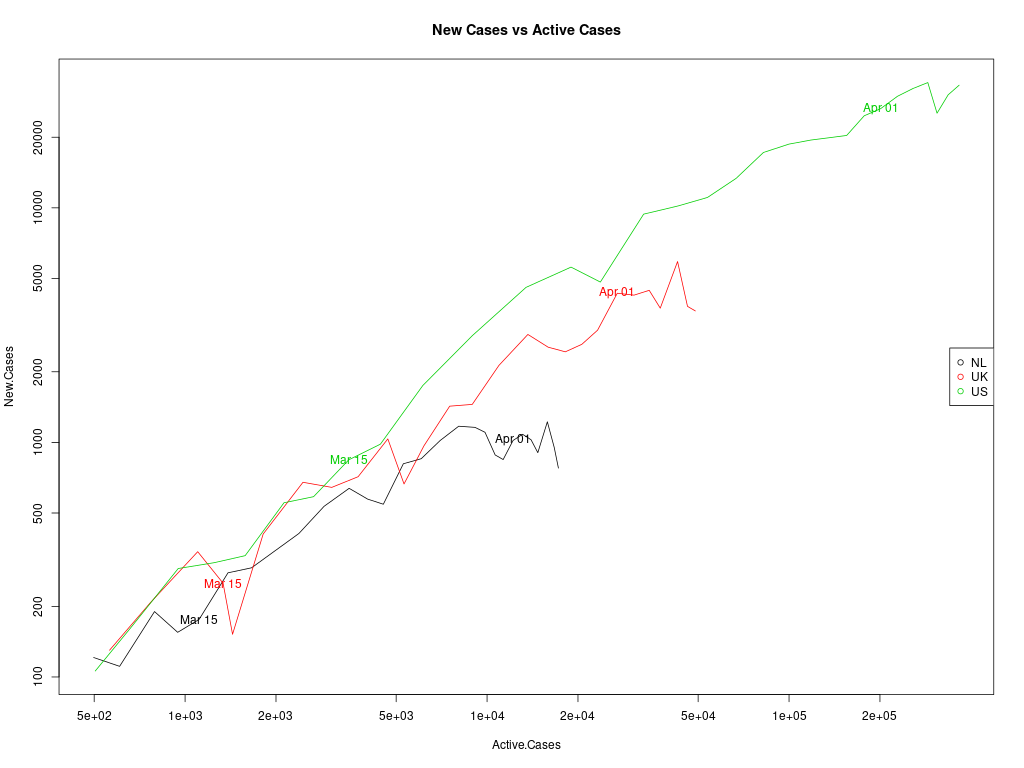 New Cases vs Active Cases
New.Cases
20000
10000
5000
2000
1000
500
200
100
Apr 01
Apr 01
Apr 01
Mar 15
Mar 15
Mar 15
NL
UK
US
5e+02 1e+03 2e+03 5e+03 1e+04 2e+04 5e+04 1e+05 2e+05
Active.Cases